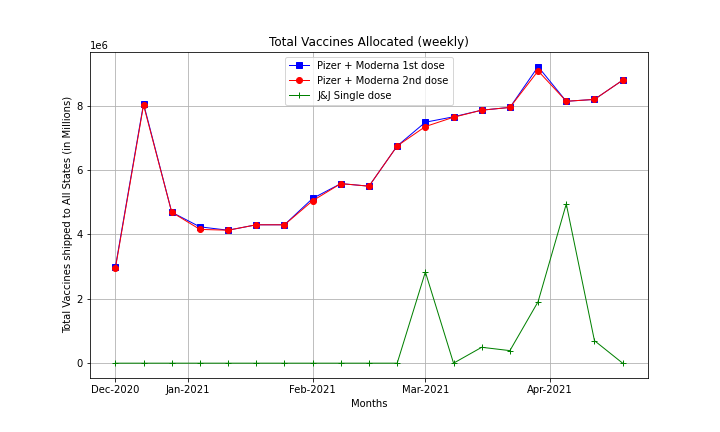 Total Vaccines Allocated (weekly)
1e6
Pizer + Moderna 1st dose
Pizer + Moderna 2nd dose
J&J Single dose
Total Vaccines shipped to All States (in Millions)
8
6
4
2
0
Dec-2020 Jan-2021 Feb-2021 Mar-2021 Apr-2021
Months